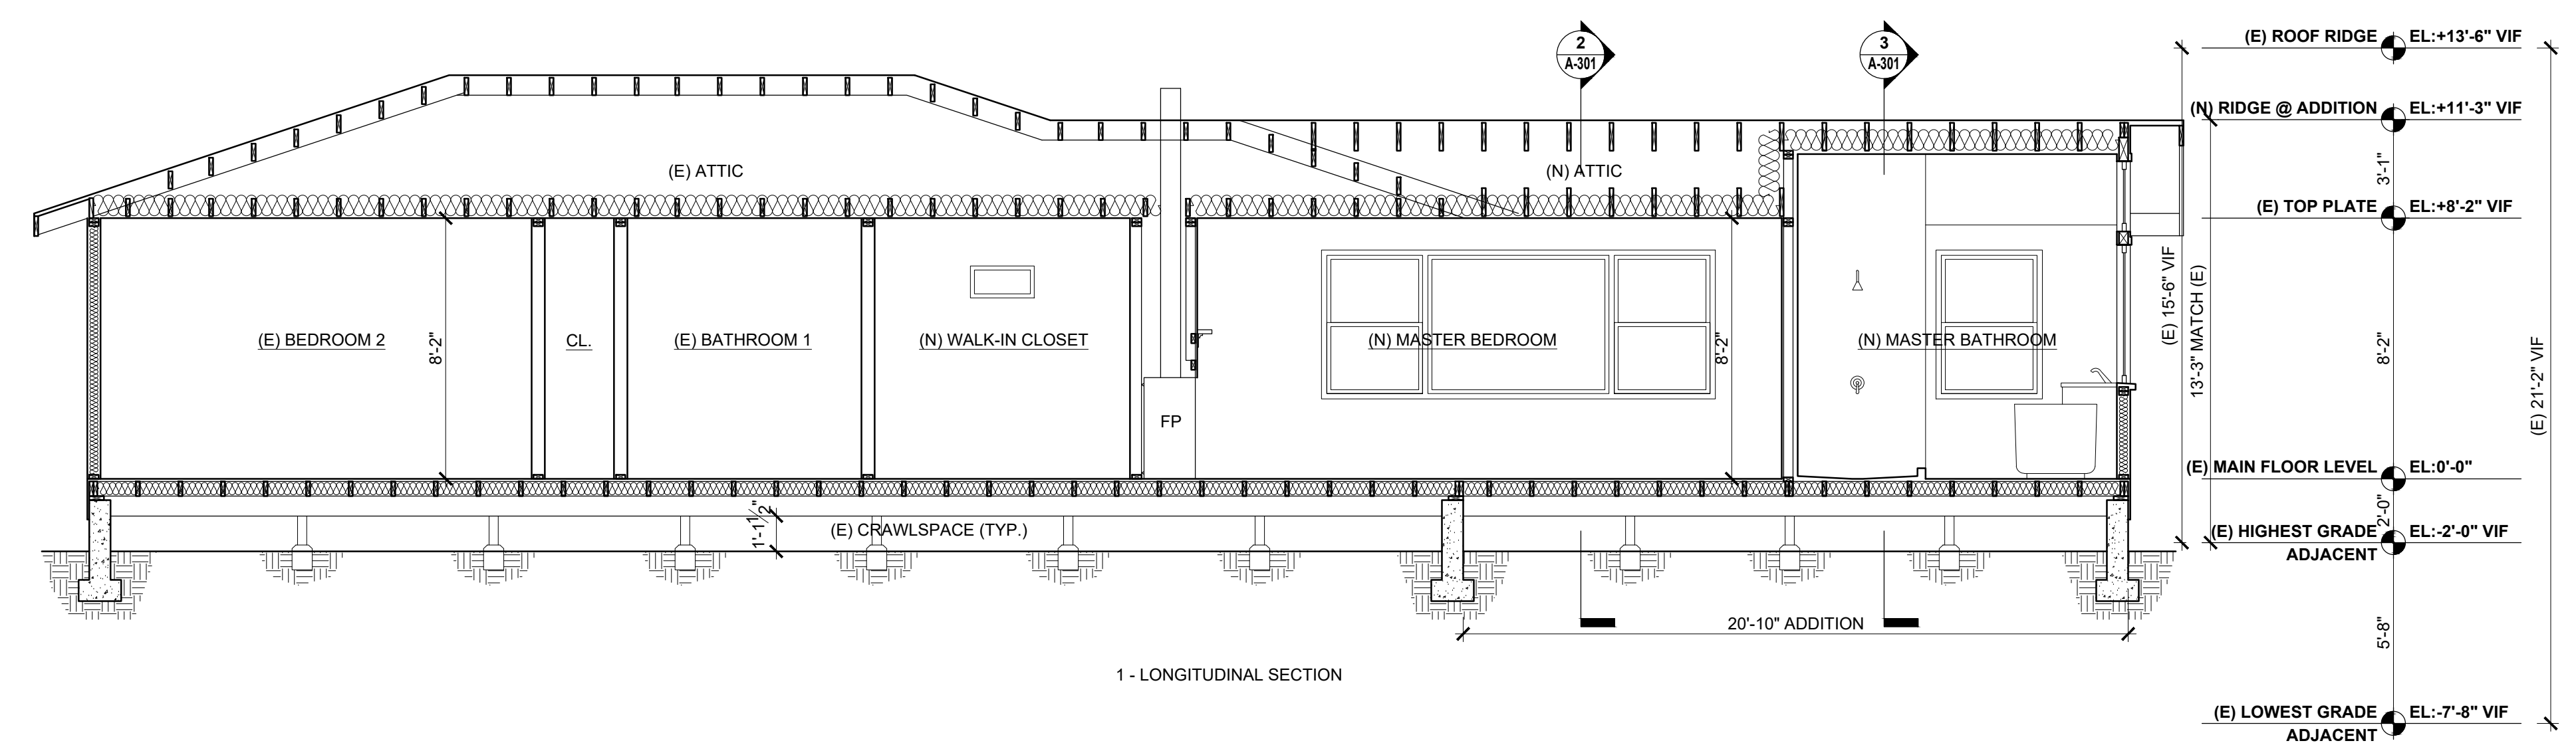 2
A-301
3
A-301
(E) ROOF RIDGE
EL:+13'-6" VIF
(N) RIDGE @ ADDITION
EL:+11'-3" VIF
3'-1"
(E) ATTIC
(N) ATTIC
(E) TOP PLATE
EL:+8'-2" VIF
(E) 15'-6" VIF
13'-3" MATCH (E)
(E) 21'-2" VIF
(E) BEDROOM 2
8'-2"
CL.
(E) BATHROOM 1
(N) WALK-IN CLOSET
(N) MASTER BEDROOM
8'-2"
(N) MASTER BATHROOM
8'-2"
FP
(E) MAIN FLOOR LEVEL
EL:0'-0"
2'-0"
1'-1 1/2"
(E) CRAWLSPACE (TYP.)
(E) HIGHEST GRADE
ADJACENT
EL:-2'-0" VIF
20'-10" ADDITION
5'-8"
1 - LONGITUDINAL SECTION
(E) LOWEST GRADE
ADJACENT
EL:-7'-8" VIF